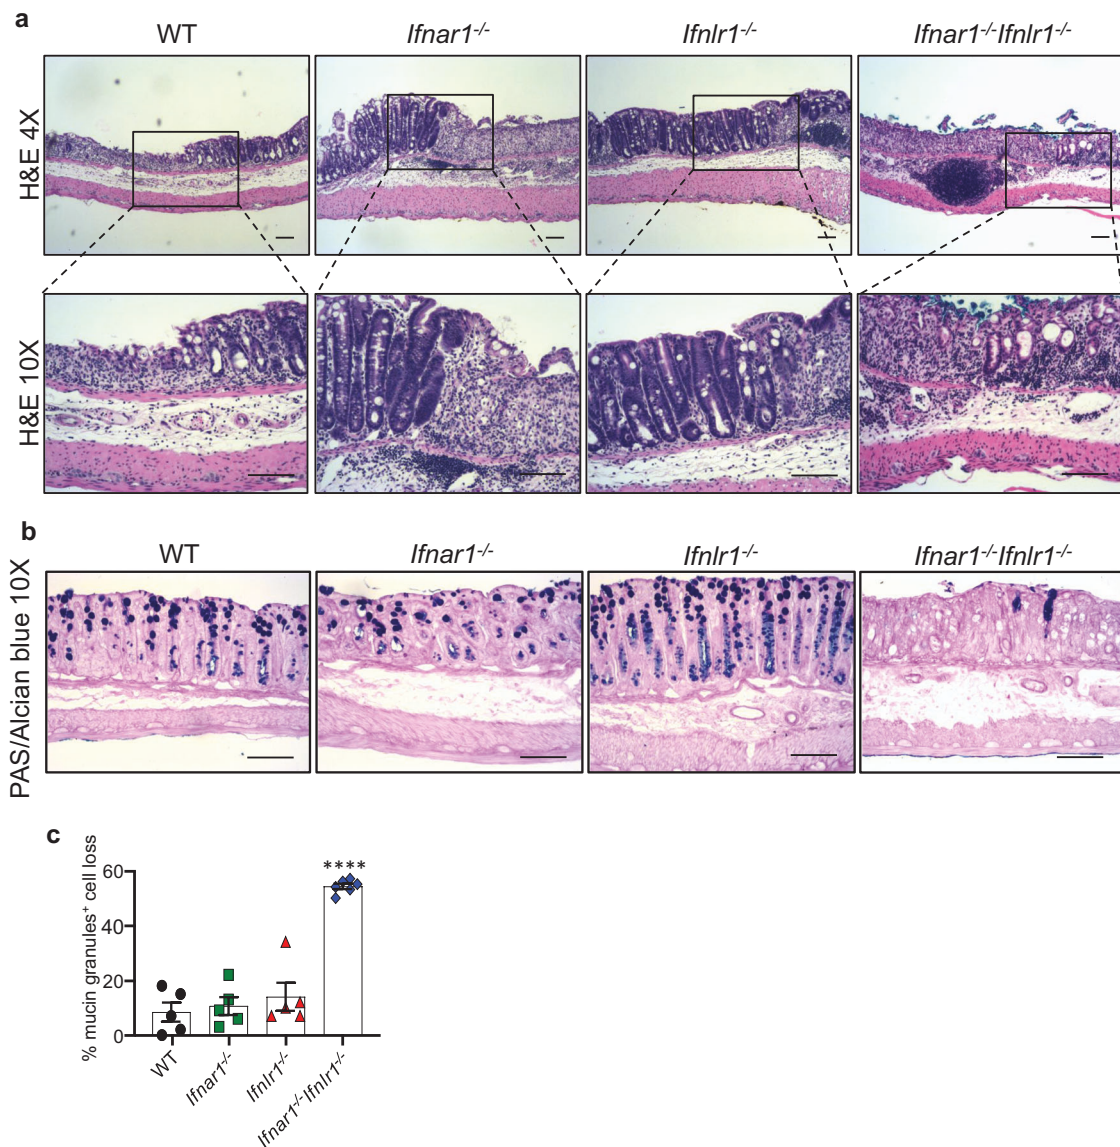 a
WT
Ifnar1-/-
Ifnlr1-/-
Ifnar1-/-Ifnlr1-/-
H&E 4X
H&E 10X
b
WT
Ifnar1-/-
Ifnlr1-/-
Ifnar1-/-Ifnlr1-/-
PAS/Alcian blue 10X
c
% mucin granules+ cell loss
60
40
20
0
****
WT
Ifnar1-/-
Ifnlr1-/-
Ifnar1-/-Ifnlr1-/-